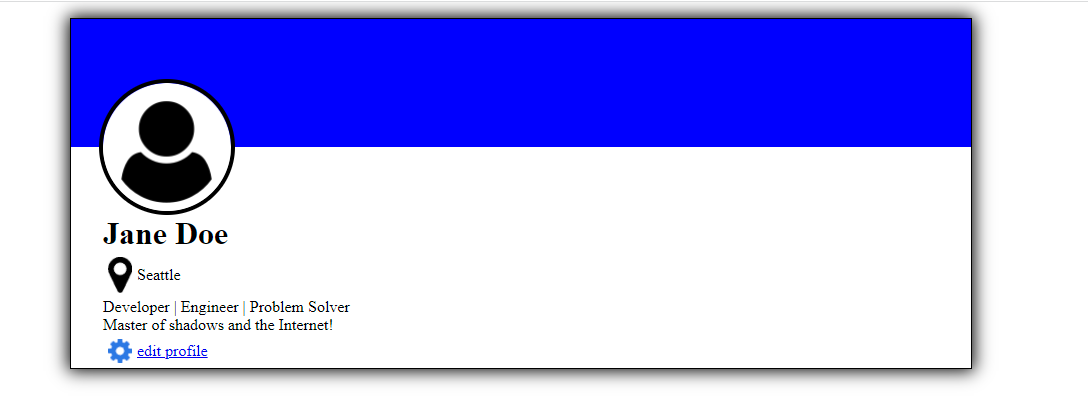 Jane Doe
Seattle
Developer | Engineer | Problem Solver
Master of shadows and the Internet!
edit profile